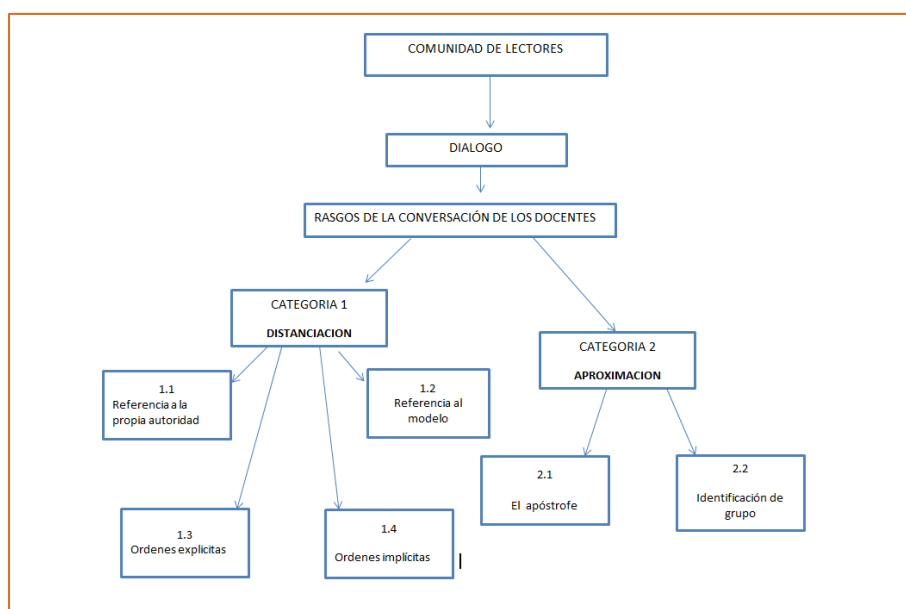 COMUNIDAD DE LECTORES
DIALOGO
RASGOS DE LA CONVERSACIÓN DE LOS DOCENTES
CATEGORIA 1
DISTANCIACION
CATEGORIA 2
APROXIMACION
1.1
Referencia a la
propia autoridad
1.2
Referencia al
modelo
1.3
Ordenes explicitas
1.4
Ordenes implícitas
2.1
El apóstrofe
2.2
Identificación de
grupo